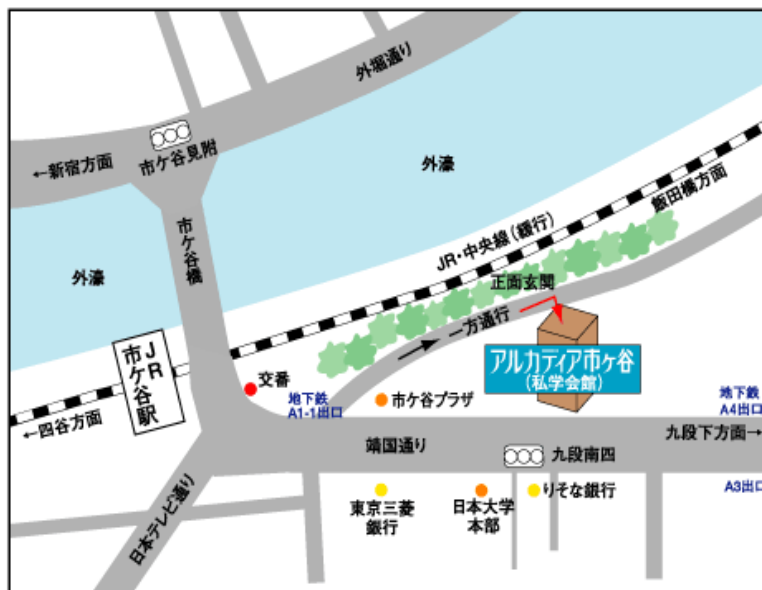 外堀通り
←新宿方面
市ケ谷見附
外濠
飯田橋方面
市ケ谷橋
JR・中央線(緩行)
外濠
正面玄関
一方通行
JR
市ケ谷駅
アルカディア市ヶ谷
(私学会館)
交番
地下鉄
A1-1出口
市ケ谷プラザ
地下鉄
A4出口
←四谷方面
靖国通り
九段南四
九段下方面→
日本テレビ通り
東京三菱
銀行
日本大学
本部
りそな銀行
A3出口